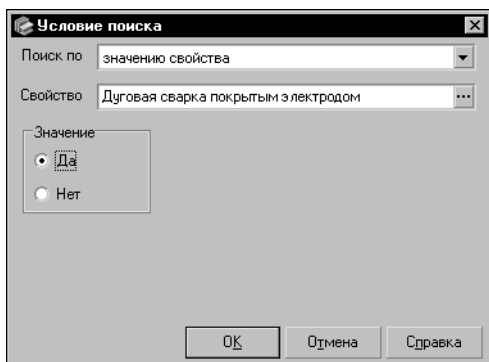 Условие поиска
Поиск по значению свойства
Свойство Дуговая сварка покрытым электродом ...
Значение
Да
Нет
OK Отмена Справка